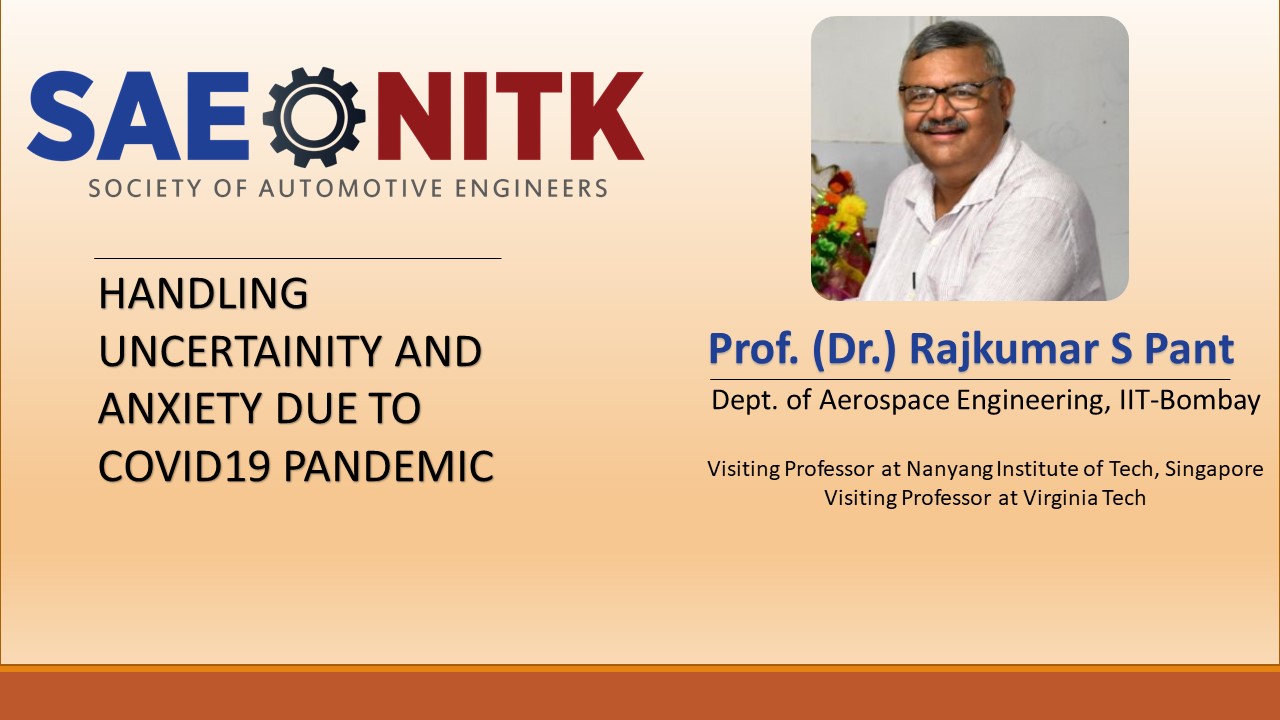 SAE NITK
SOCIETY OF AUTOMOTIVE ENGINEERS
HANDLING
UNCERTAINITY AND
ANXIETY DUE TO
COVID19 PANDEMIC
Prof. (Dr.) Rajkumar S Pant
Dept. of Aerospace Engineering, IIT-Bombay
Visiting Professor at Nanyang Institute of Tech, Singapore
Visiting Professor at Virginia Tech